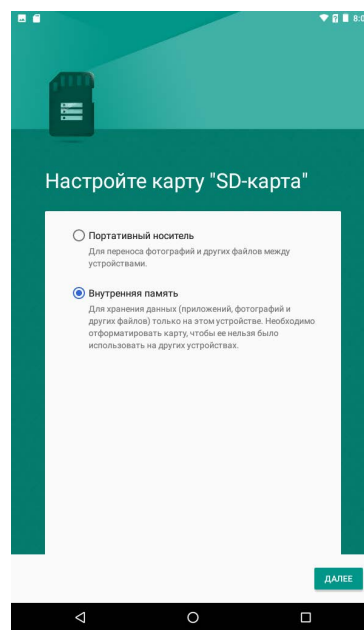 8:0
Настройте карту "SD-карта"
Портативный носитель
Для переноса фотографий и других файлов между
устройствами.
Внутренняя память
Для хранения данных (приложений, фотографий и
других файлов) только на этом устройстве. Необходимо
отформатировать карту, чтобы ее нельзя было
использовать на других устройствах.
ДАЛЕЕ